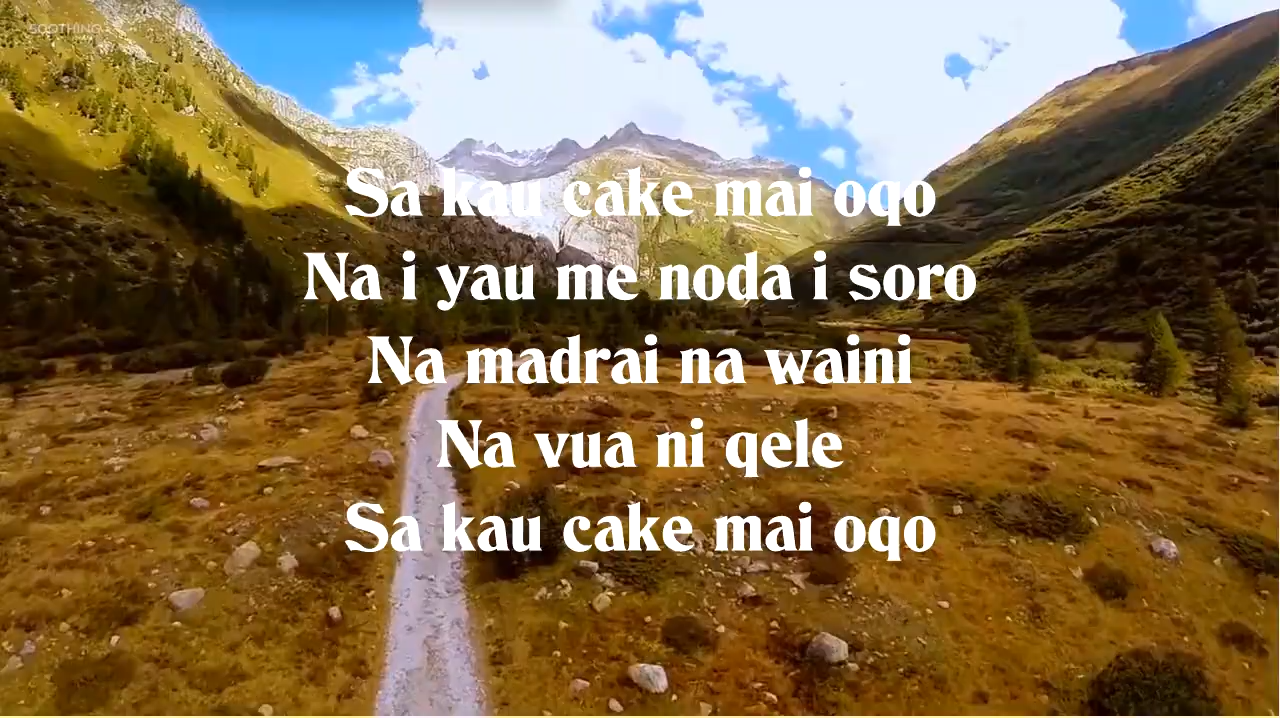 SOOTHING
Sa kau cake mai oqo
Na i yau me noda i soro
Na madrai na waini
Na vua ni qele
Sa kau cake mai oqo